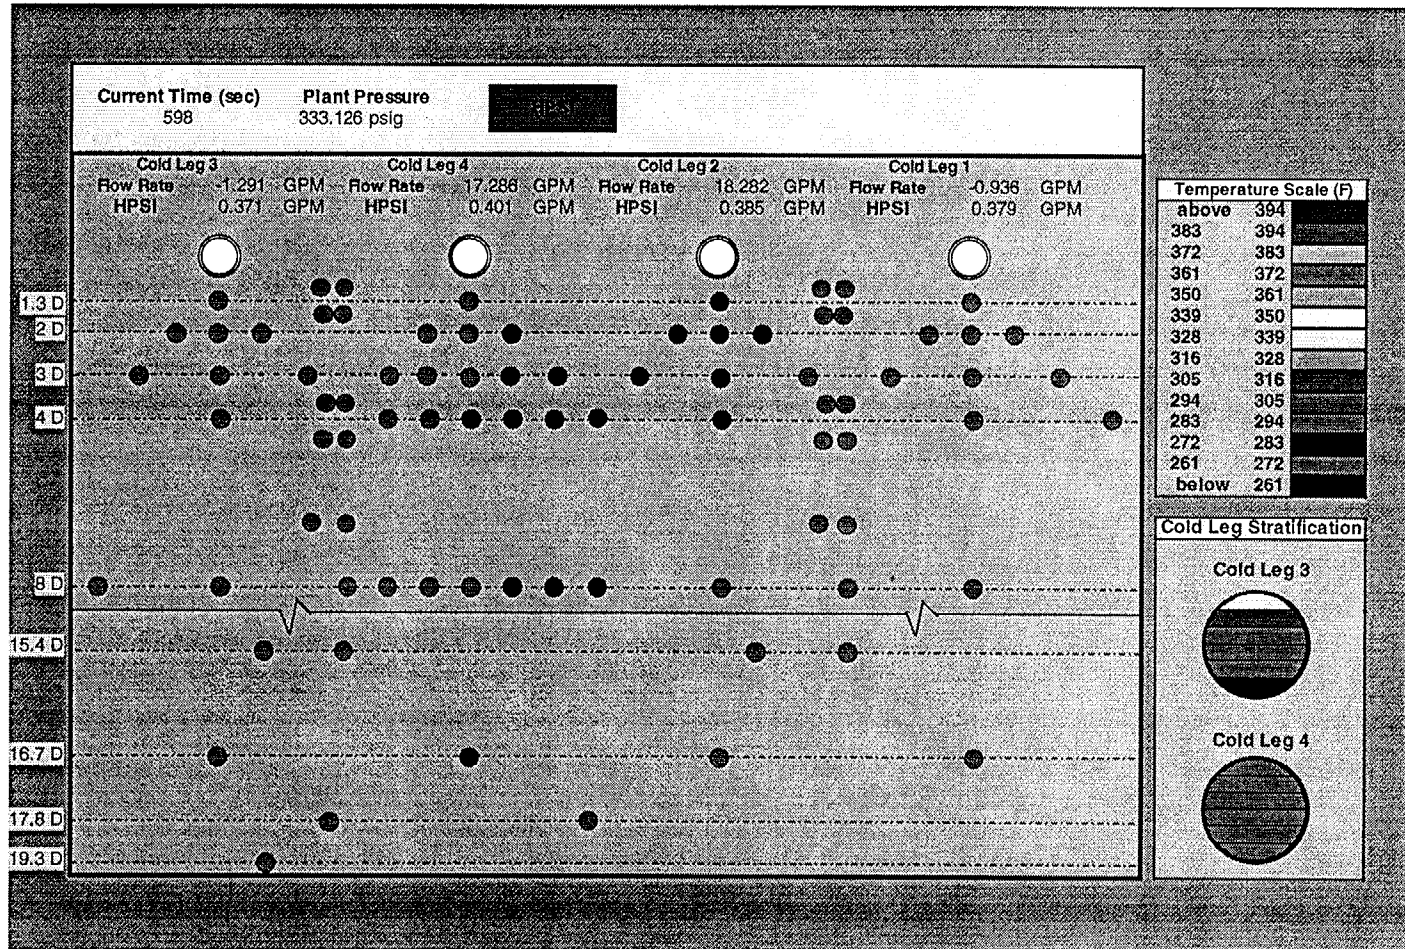 Current Time (sec) Plant Pressure
598 333.126 psig
HPSI
Cold Leg 3 Cold Leg 4 Cold Leg 2 Cold Leg 1
Flow Rate -1.291 GPM Flow Rate 17.286 GPM Flow Rate 18.282 GPM Flow Rate -0.936 GPM
HPSI 0.371 GPM HPSI 0.401 GPM HPSI 0.385 GPM HPSI 0.379 GPM
1.3 D
2 D
3 D
4 D
8 D
15.4 D
16.7 D
17.8 D
19.3 D
Temperature Scale (F)
above 394
383 394
372 383
361 372
350 361
339 350
328 339
316 328
305 316
294 305
283 294
272 283
261 272
below 261
Cold Leg Stratification
Cold Leg 3
Cold Leg 4